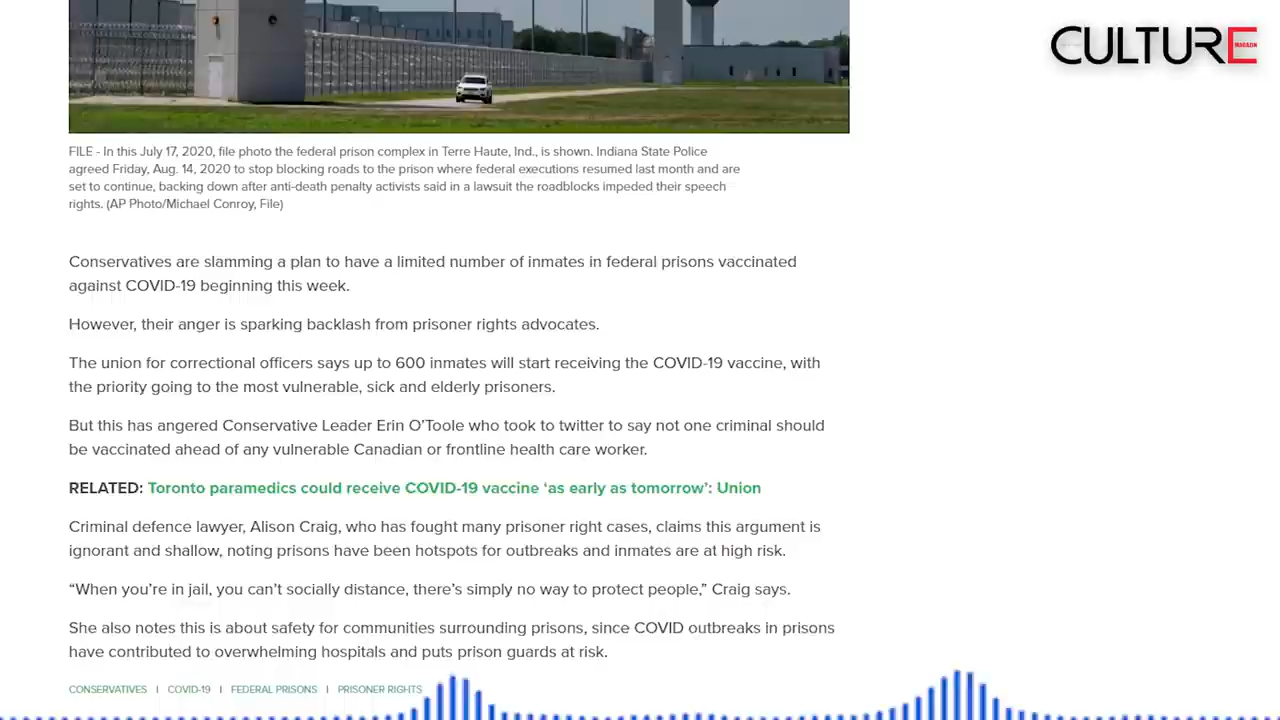 CULTURE
MAGAZIN
FILE - In this July 17, 2020, file photo the federal prison complex in Terre Haute, Ind., is shown. Indiana State Police
agreed Friday, Aug. 14, 2020 to stop blocking roads to the prison where federal executions resumed last month and are
set to continue, backing down after anti-death penalty activists said in a lawsuit the roadblocks impeded their speech
rights. (AP Photo/Michael Conroy, File)
Conservatives are slamming a plan to have a limited number of inmates in federal prisons vaccinated
against COVID-19 beginning this week.
However, their anger is sparking backlash from prisoner rights advocates.
The union for correctional officers says up to 600 inmates will start receiving the COVID-19 vaccine, with
the priority going to the most vulnerable, sick and elderly prisoners.
But this has angered Conservative Leader Erin O’Toole who took to twitter to say not one criminal should
be vaccinated ahead of any vulnerable Canadian or frontline health care worker.
RELATED: Toronto paramedics could receive COVID-19 vaccine ‘as early as tomorrow’: Union
Criminal defence lawyer, Alison Craig, who has fought many prisoner right cases, claims this argument is
ignorant and shallow, noting prisons have been hotspots for outbreaks and inmates are at high risk.
“When you’re in jail, you can’t socially distance, there’s simply no way to protect people,” Craig says.
She also notes this is about safety for communities surrounding prisons, since COVID outbreaks in prisons
have contributed to overwhelming hospitals and puts prison guards at risk.
CONSERVATIVES | COVID-19 | FEDERAL PRISONS | PRISONER RIGHTS